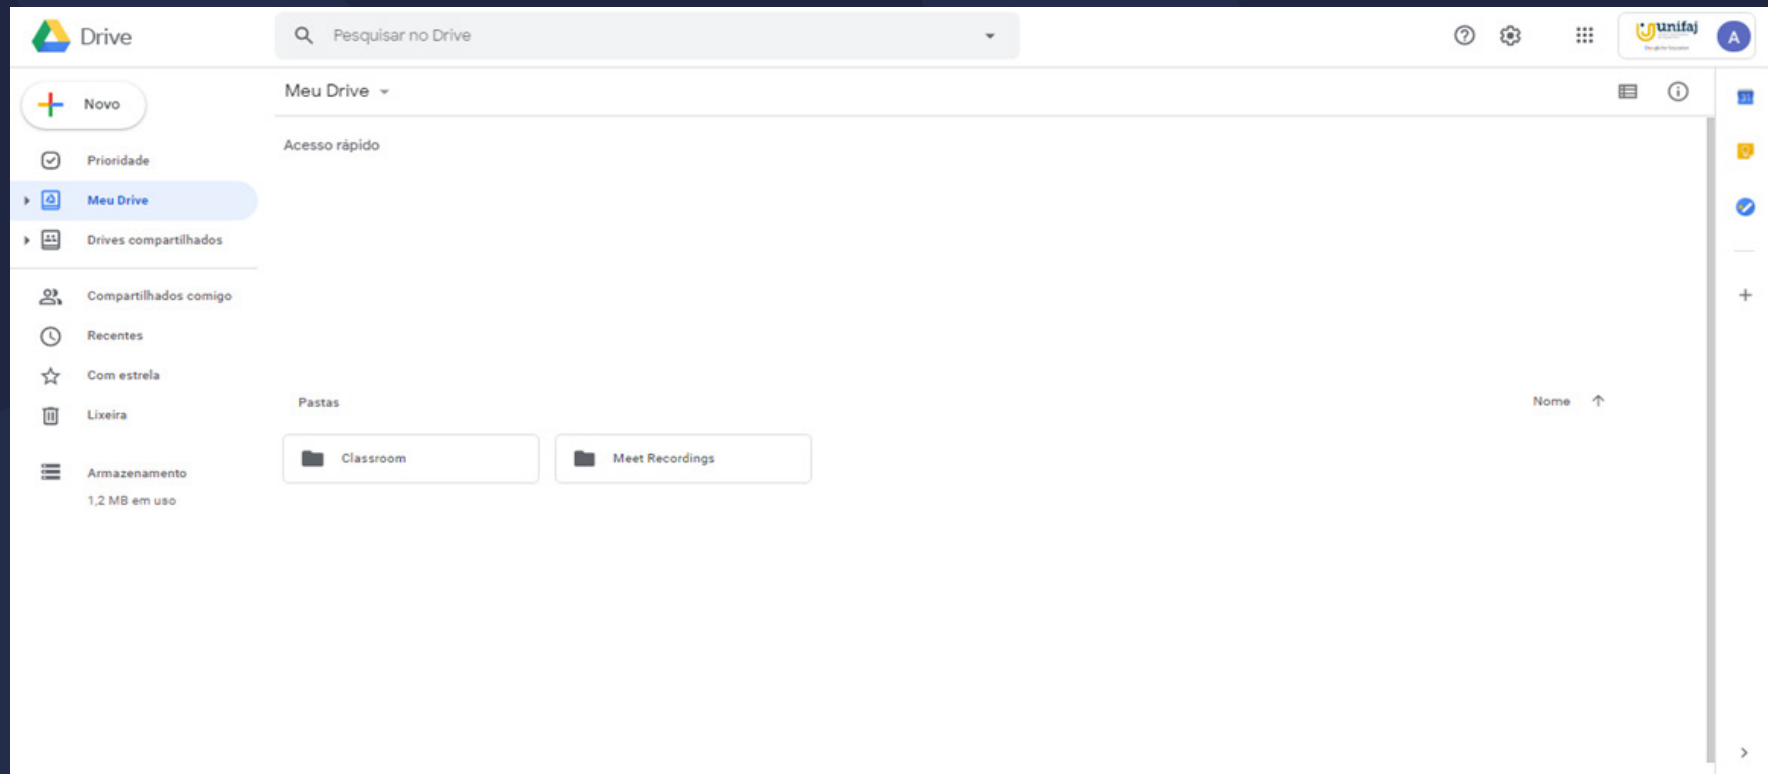 Drive
Pesquisar no Drive
unifaj
A
Novo
Meu Drive
Prioridade
Acesso rápido
Meu Drive
Drives compartilhados
Compartilhados comigo
Recentes
Com estrela
Lixeira
Pastas
Nome
Classroom
Meet Recordings
Armazenamento
1,2 MB em uso
31